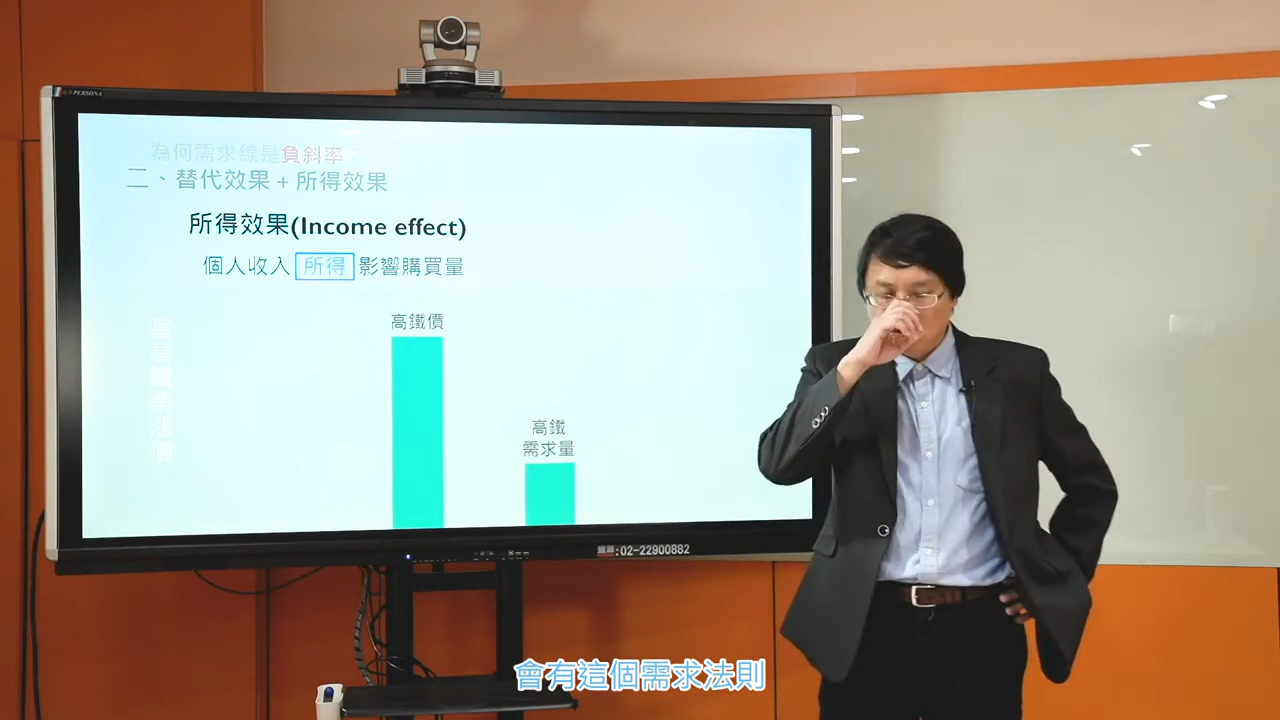 PERSONA
為何需求線是負斜率?
二、替代效果+所得效果
所得效果(Income effect)
個人收入 所得 影響購買量
當高鐵票漲價
高鐵價
高鐵
需求量
:02-22900882
會有這個需求法則